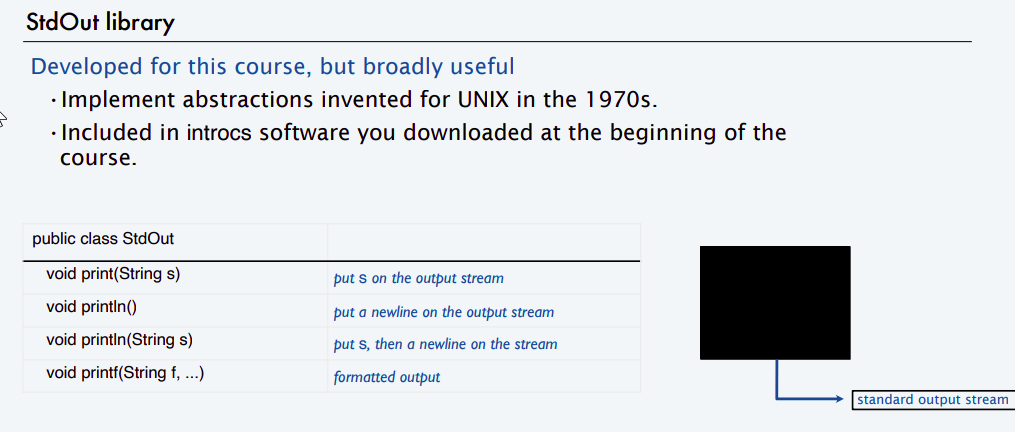 StdOut library
Developed for this course, but broadly useful
·Implement abstractions invented for UNIX in the 1970s.
·Included in introcs software you downloaded at the beginning of the
course.
public class StdOut
void print(String s) put s on the output stream
void println() put a newline on the output stream
void println(String s) put s, then a newline on the stream
void printf(String f, ...) formatted output
standard output stream